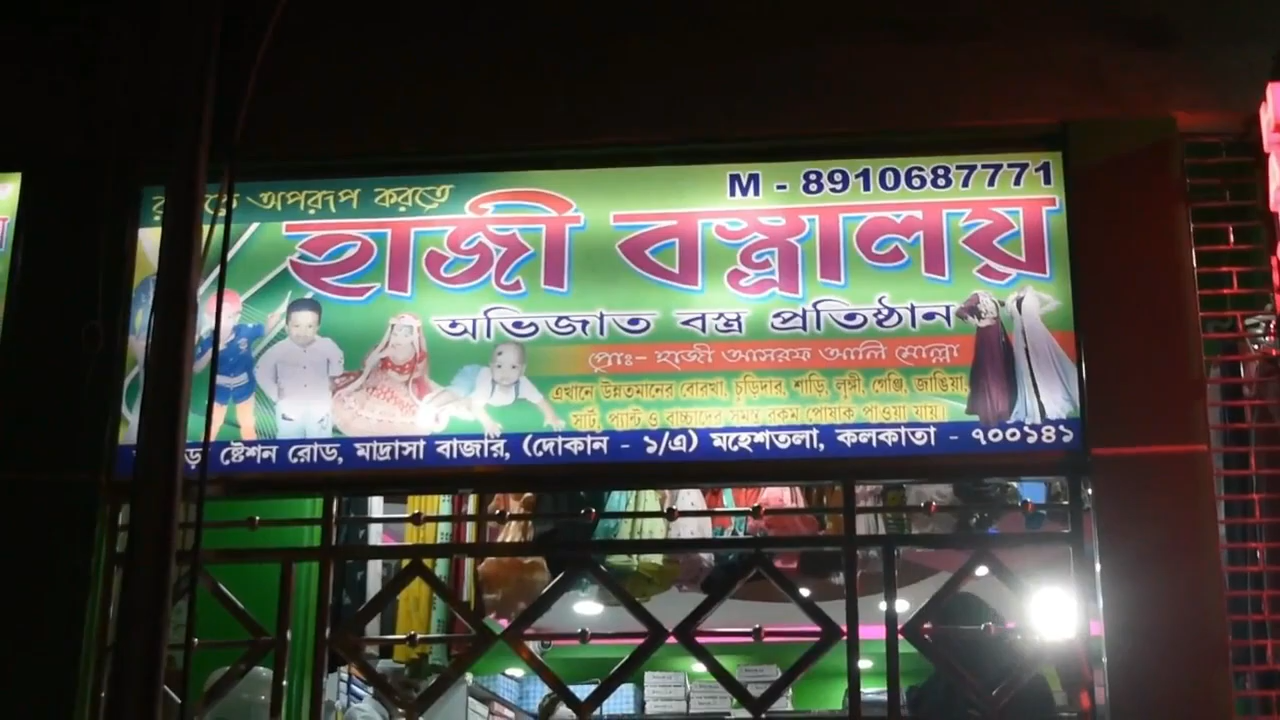 অপরূপ করতে
M - 8910687771
হাজী বস্ত্রালয়
অভিজাত বস্ত্র প্রতিষ্ঠান
প্রোঃ- হাজী আসরফ আলি মোল্লা
এখানে উন্নতমানের বোরখা, চুড়িদার, শাড়ি, লুঙ্গী, গেঞ্জি, জাঙিয়া,
সার্ট, প্যান্ট ও বাচ্চাদের সমস্ত রকম পোষাক পাওয়া যায়।
ষ্টেশন রোড, মাদ্রাসা বাজার, (দোকান - ১/এ) মহেশতলা, কলকাতা - ৭০০১৪১